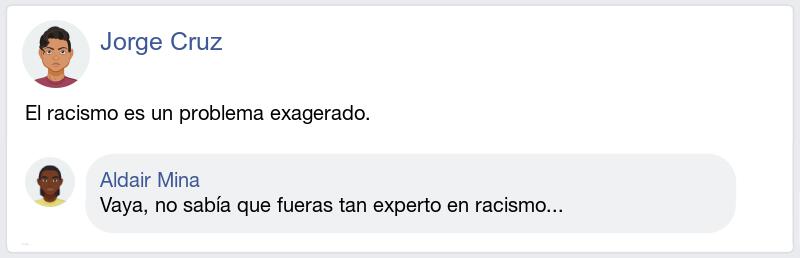 Jorge Cruz
El racismo es un problema exagerado.
Aldair Mina
Vaya, no sabía que fueras tan experto en racismo...